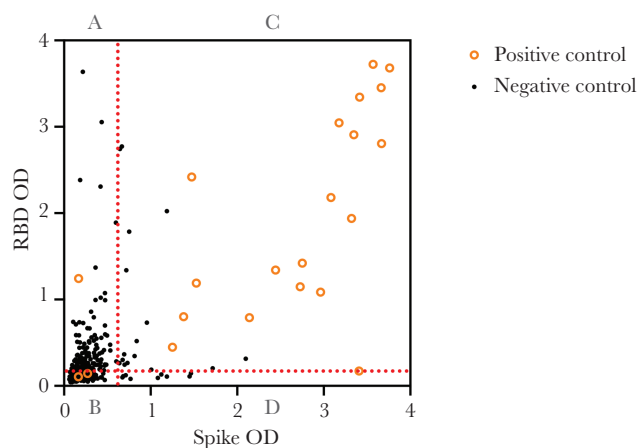 A C
4
3
2
1
0
RBD OD
0 1 2 3 4
B D
Spike OD
Positive control
Negative control